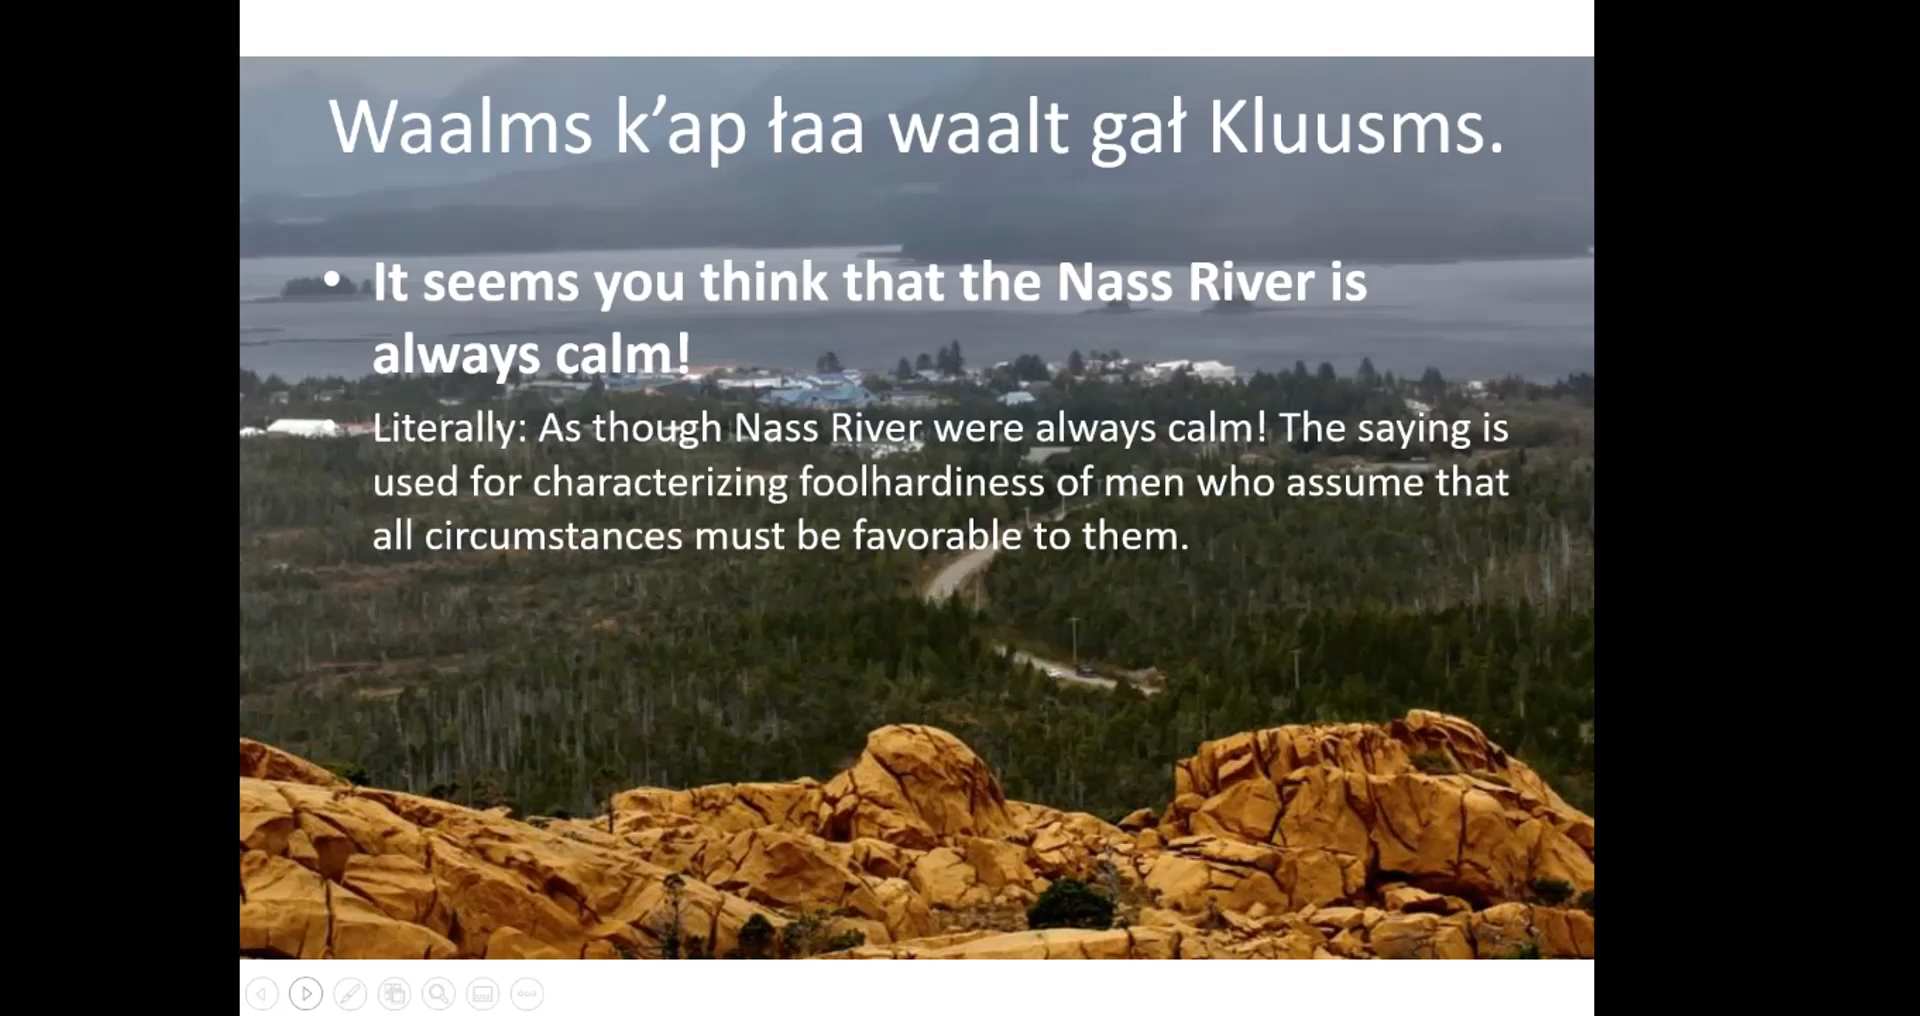 Waalms k’ap łaa waalt gał Kluusms.
• It seems you think that the Nass River is
always calm!
• Literally: As though Nass River were always calm! The saying is
used for characterizing foolhardiness of men who assume that
all circumstances must be favorable to them.